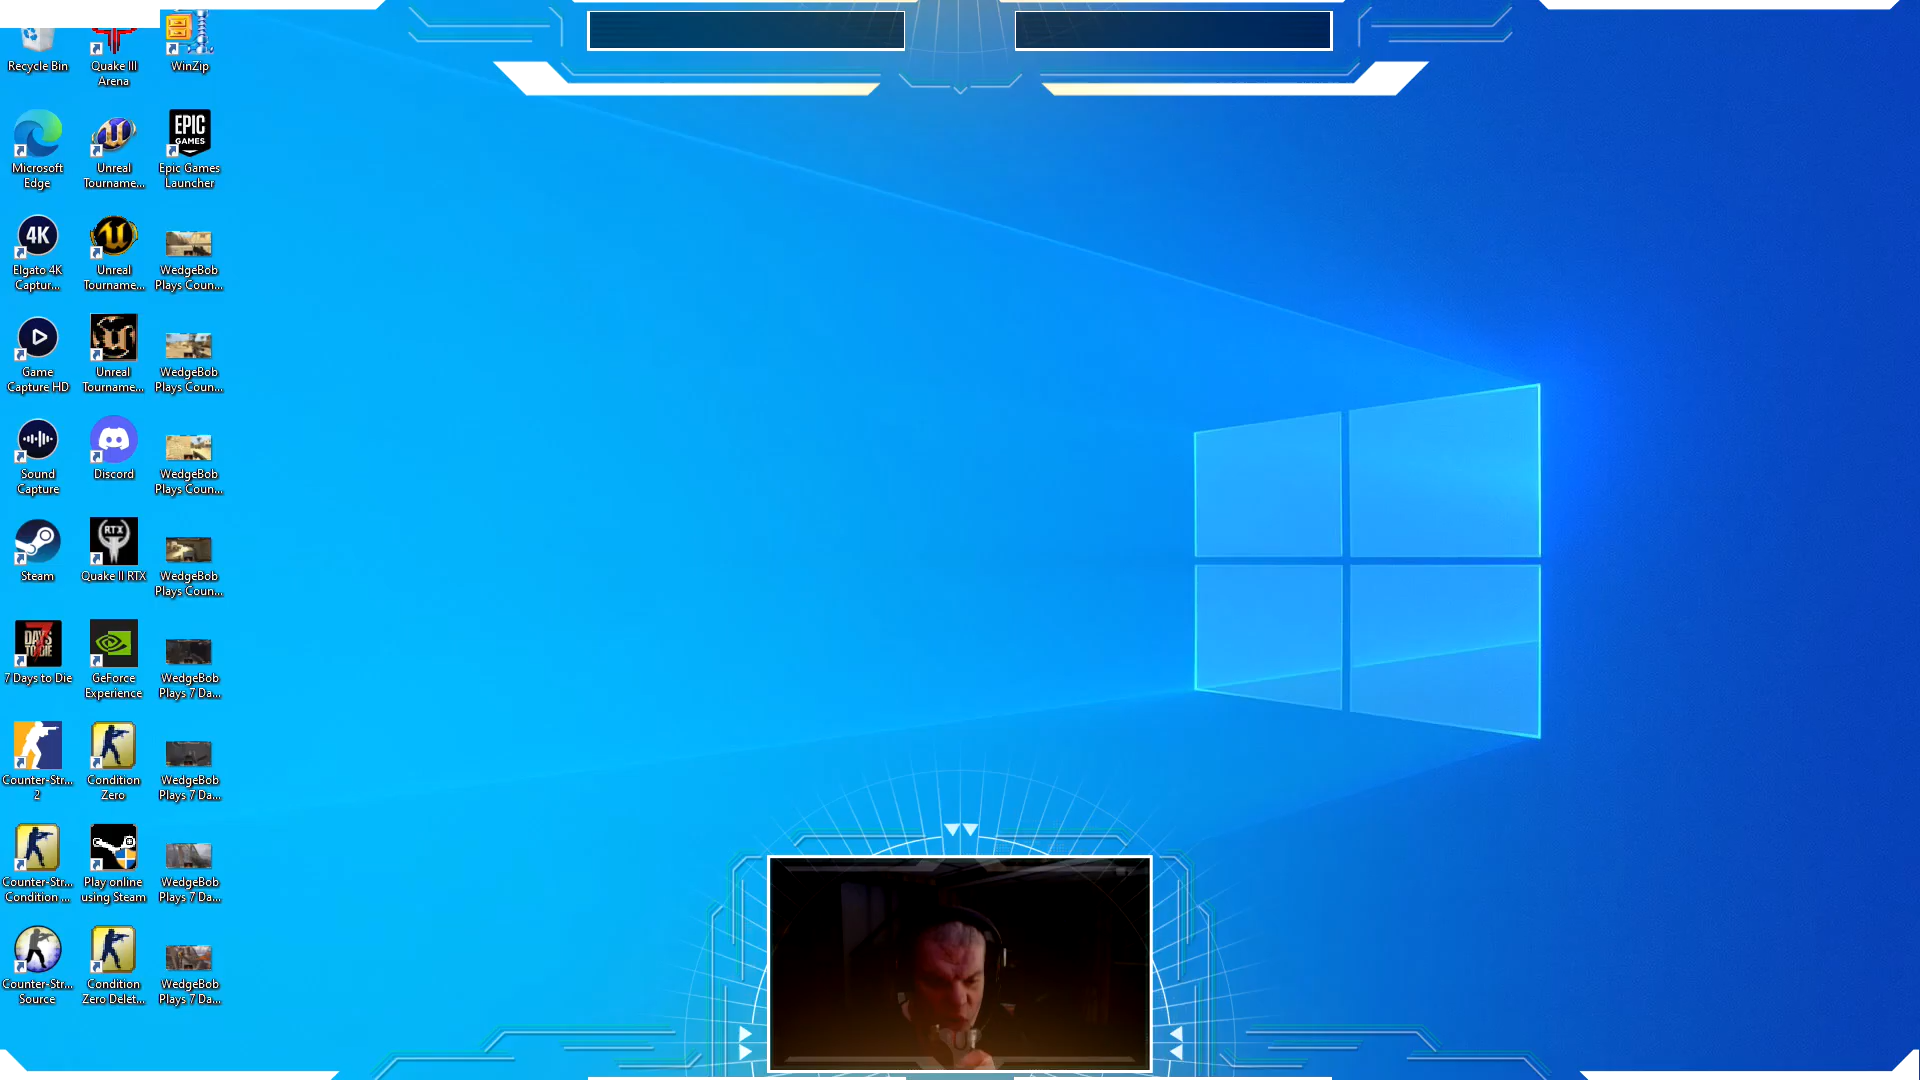 Recycle Bin
Quake III
Arena
WinZip
Microsoft
Edge
Unreal
Tourname...
EPIC
GAMES
Epic Games
Launcher
4K
Elgato 4K
Captur...
Unreal
Tourname...
WedgeBob
Plays Coun...
Game
Capture HD
Unreal
Tourname...
WedgeBob
Plays Coun...
Sound
Capture
Discord
WedgeBob
Plays Coun...
Steam
RTX
Quake II RTX
WedgeBob
Plays Coun...
7 DAYS
TO DIE
7 Days to Die
GeForce
Experience
WedgeBob
Plays 7 Da...
Counter-Str...
2
Condition
Zero
WedgeBob
Plays 7 Da...
Counter-Str...
Condition ...
Play online
using Steam
WedgeBob
Plays 7 Da...
Counter-Str...
Source
Condition
Zero Delet...
WedgeBob
Plays 7 Da...